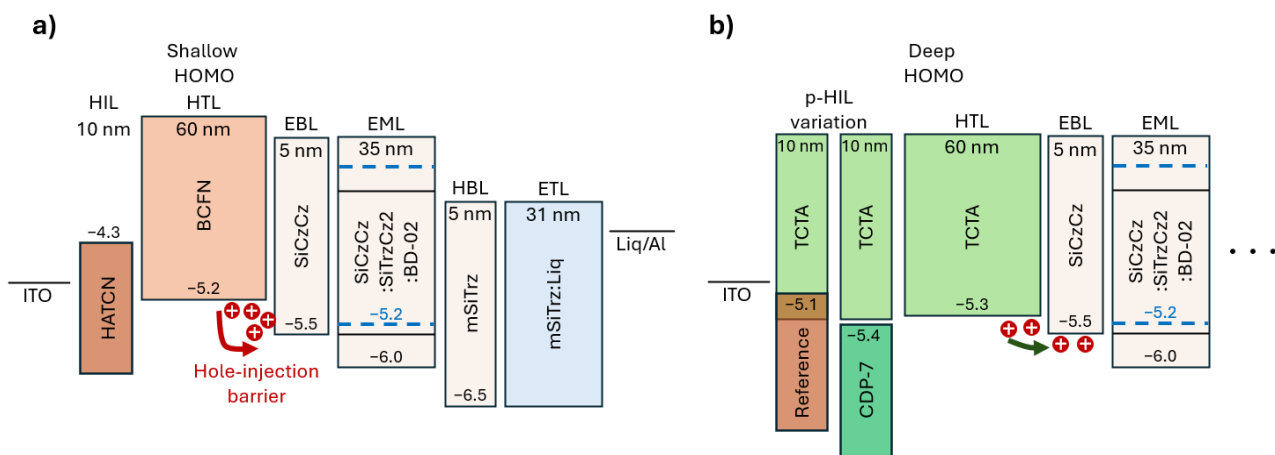 a)
Shallow
HOMO
HIL
10 nm
HTL
60 nm
BCFN
−5.2
EBL
5 nm
SiCzCz
−5.5
EML
35 nm
SiCzCz
:SiTrzCz2
:BD-02
−5.2
−6.0
HBL
5 nm
mSiTrz
−6.5
ETL
31 nm
mSiTrz:Liq
Liq/Al
−4.3
HATCN
ITO
Hole-injection
barrier
b)
Deep
HOMO
p-HIL
variation
10 nm
TCTA
−5.1
Reference
10 nm
TCTA
−5.4
CDP-7
HTL
60 nm
TCTA
−5.3
EBL
5 nm
SiCzCz
−5.5
EML
35 nm
SiCzCz
:SiTrzCz2
:BD-02
−5.2
−6.0
ITO
. . .